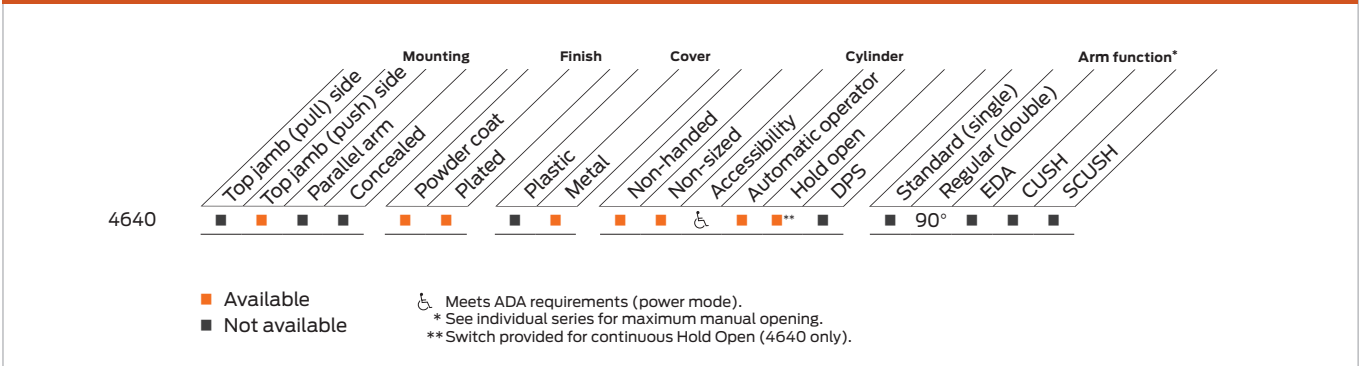 Mounting Finish Cover Cylinder Arm function*
Top jamb (pull) side
Top jamb (push) side
Parallel arm
Concealed
Powder coat
Plated
Plastic
Metal
Non-handed
Non-sized
Accessibility
Automatic operator
Hold open
DPS
Standard (single)
Regular (double)
EDA
CUSH
SCUSH
4640 ** 90°
Available
Not available
Meets ADA requirements (power mode).
* See individual series for maximum manual opening.
** Switch provided for continuous Hold Open (4640 only).